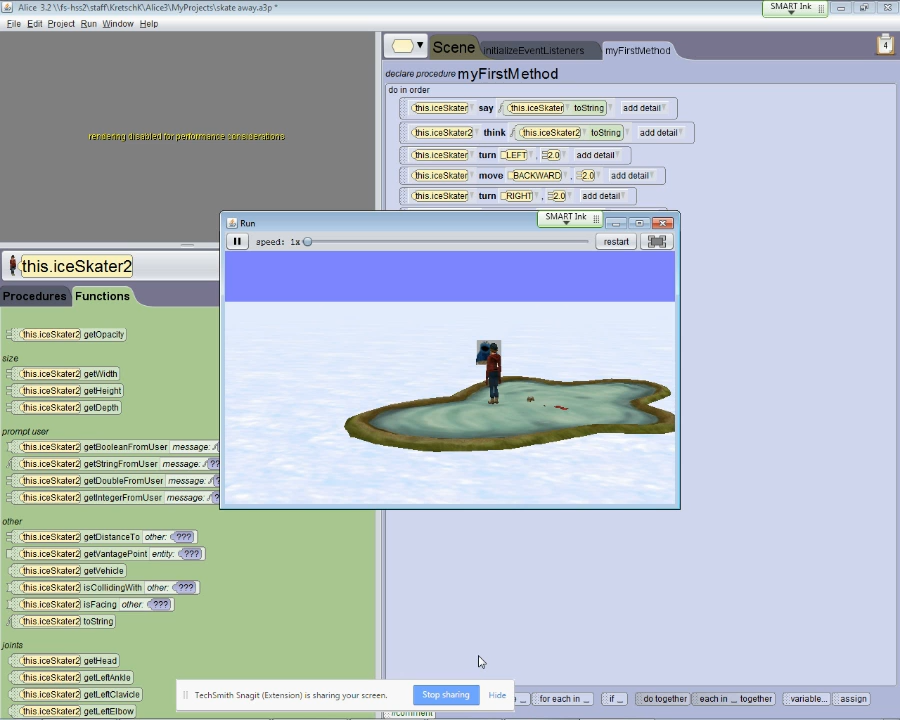 Alice 3.2 \\fs-hss2\staff\KretschK\Alice3\MyProjects\skate away.a3p *
SMART Ink
File Edit Project Run Window Help
Scene initializeEventListeners myFirstMethod
4
declare procedure myFirstMethod
do in order
this.iceSkater say this.iceSkater toString add detail
this.iceSkater2 think this.iceSkater2 toString add detail
rendering disabled for performance considerations
this.iceSkater turn LEFT , 2.0 add detail
this.iceSkater move BACKWARD , 2.0 add detail
this.iceSkater turn RIGHT , 2.0 add detail
Run
SMART Ink
speed: 1x
restart
this.iceSkater2
Procedures Functions
this.iceSkater2 getOpacity
size
this.iceSkater2 getWidth
this.iceSkater2 getHeight
this.iceSkater2 getDepth
prompt user
this.iceSkater2 getBooleanFromUser message:
this.iceSkater2 getStringFromUser message: ??
this.iceSkater2 getDoubleFromUser message: ?
this.iceSkater2 getIntegerFromUser message: ?
other
this.iceSkater2 getDistanceTo other: ???
this.iceSkater2 getVantagePoint entity: ???
this.iceSkater2 getVehicle
this.iceSkater2 isCollidingWith other: ???
this.iceSkater2 isFacing other: ???
this.iceSkater2 toString
joints
this.iceSkater2 getHead
this.iceSkater2 getLeftAnkle
this.iceSkater2 getLeftClavicle
this.iceSkater2 getLeftElbow
TechSmith Snagit (Extension) is sharing your screen. Stop sharing Hide
_ for each in _ if _ do together each in _ together variable... assign
//comment